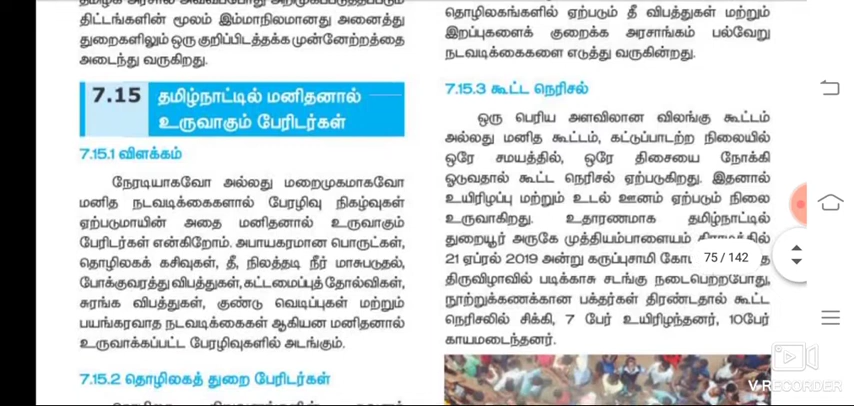 திட்டங்களின் மூலம் இம்மாநிலமானது அனைத்து
துறைகளிலும் ஒரு குறிப்பிடத்தக்க முன்னேற்றத்தை
அடைந்து வருகிறது.
7.15 தமிழ்நாட்டில் மனிதனால்
உருவாகும் பேரிடர்கள்
7.15.1 விளக்கம்
நேரடியாகவோ அல்லது மறைமுகமாகவோ
மனித நடவடிக்கைகளால் பேரழிவு நிகழ்வுகள்
ஏற்படுமாயின் அதை மனிதனால் உருவாகும்
பேரிடர்கள் என்கிறோம். அபாயகரமான பொருட்கள்,
தொழிலகக் கசிவுகள், தீ, நிலத்தடி நீர் மாசுபடுதல்,
போக்குவரத்து விபத்துகள், கட்டமைப்புத் தோல்விகள்,
சுரங்க விபத்துகள், குண்டு வெடிப்புகள் மற்றும்
பயங்கரவாத நடவடிக்கைகள் ஆகியன மனிதனால்
உருவாக்கப்பட்ட பேரழிவுகளில் அடங்கும்.
7.15.2 தொழிலகத் துறை பேரிடர்கள்
தொழிலகங்களில் ஏற்படும் தீ விபத்துகள் மற்றும்
இறப்புகளைக் குறைக்க அரசாங்கம் பல்வேறு
நடவடிக்கைகளை எடுத்து வருகின்றது.
7.15.3 கூட்ட நெரிசல்
ஒரு பெரிய அளவிலான விலங்கு கூட்டம்
அல்லது மனித கூட்டம், கட்டுப்பாடற்ற நிலையில்
ஒரே சமயத்தில், ஒரே திசையை நோக்கி
ஓடுவதால் கூட்ட நெரிசல் ஏற்படுகிறது. இதனால்
உயிரிழப்பு மற்றும் உடல் ஊனம் ஏற்படும் நிலை
உருவாகிறது. உதாரணமாக தமிழ்நாட்டில்
துறையூர் அருகே முத்தியம்பாளையம்
21 ஏப்ரல் 2019 அன்று கருப்புசாமி
திருவிழாவில் படிக்காசு சடங்கு நடைபெற்றபோது,
நூற்றுக்கணக்கான பக்தர்கள் திரண்டதால் கூட்ட
நெரிசலில் சிக்கி, 7 பேர் உயிரிழந்தனர், 10பேர்
காயமடைந்தனர்.
75 / 142
V RECORDER